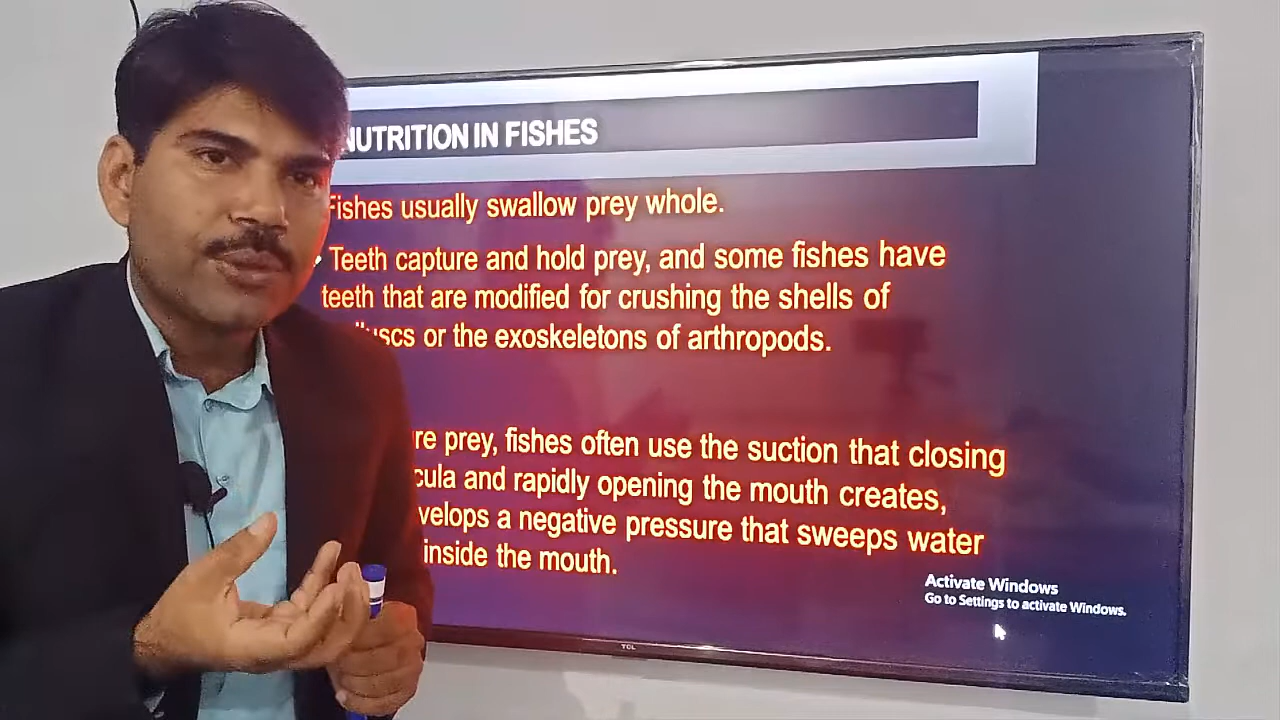 NUTRITION IN FISHES
Fishes usually swallow prey whole.
• Teeth capture and hold prey, and some fishes have
teeth that are modified for crushing the shells of
or the exoskeletons of arthropods.
prey, fishes often use the suction that closing
and rapidly opening the mouth creates,
a negative pressure that sweeps water
inside the mouth.
Activate Windows
Go to Settings to activate Windows.
TCL